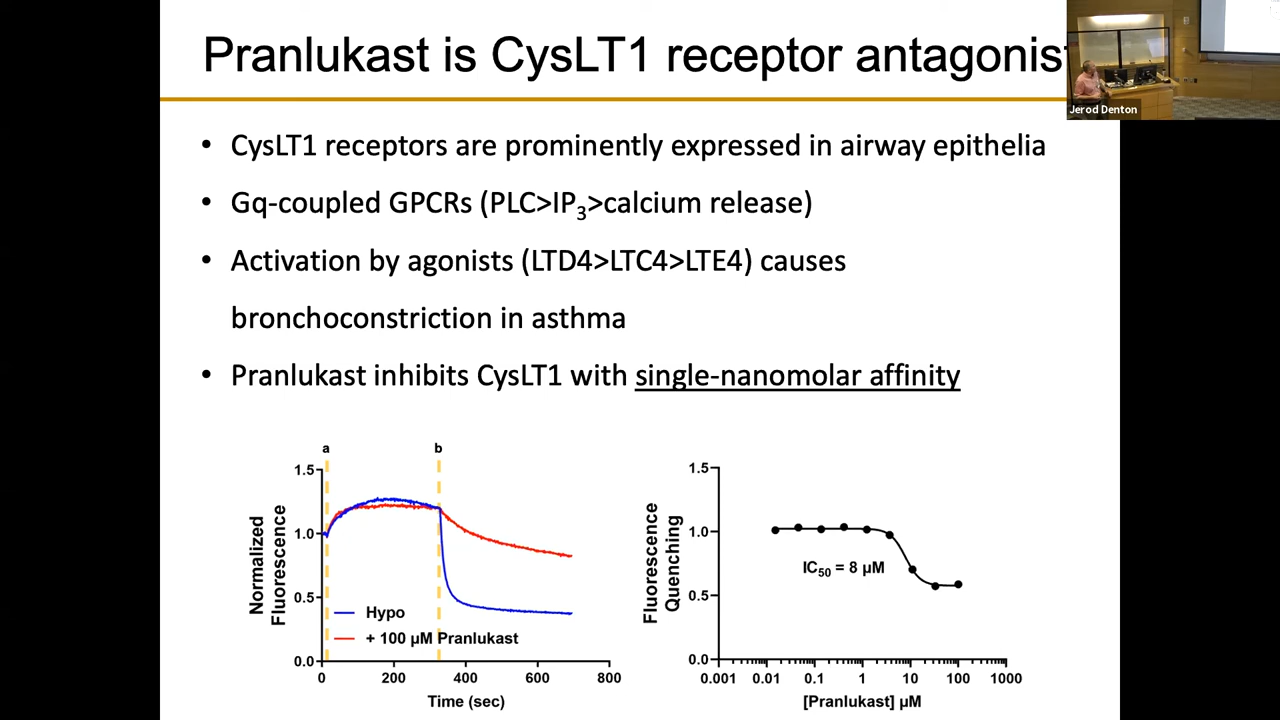 Pranlukast is CysLT1 receptor antagonis
Jerod Denton
• CysLT1 receptors are prominently expressed in airway epithelia
• Gq-coupled GPCRs (PLC>IP₃>calcium release)
• Activation by agonists (LTD4>LTC4>LTE4) causes
bronchoconstriction in asthma
• Pranlukast inhibits CysLT1 with single-nanomolar affinity
a b
1.5
1.0
0.5
0.0
Normalized
Fluorescence
Hypo
+ 100 µM Pranlukast
0 200 400 600 800
Time (sec)
1.5
1.0
0.5
0.0
Fluorescence
Quenching
IC₅₀ = 8 µM
0.001 0.01 0.1 1 10 100 1000
[Pranlukast] µM